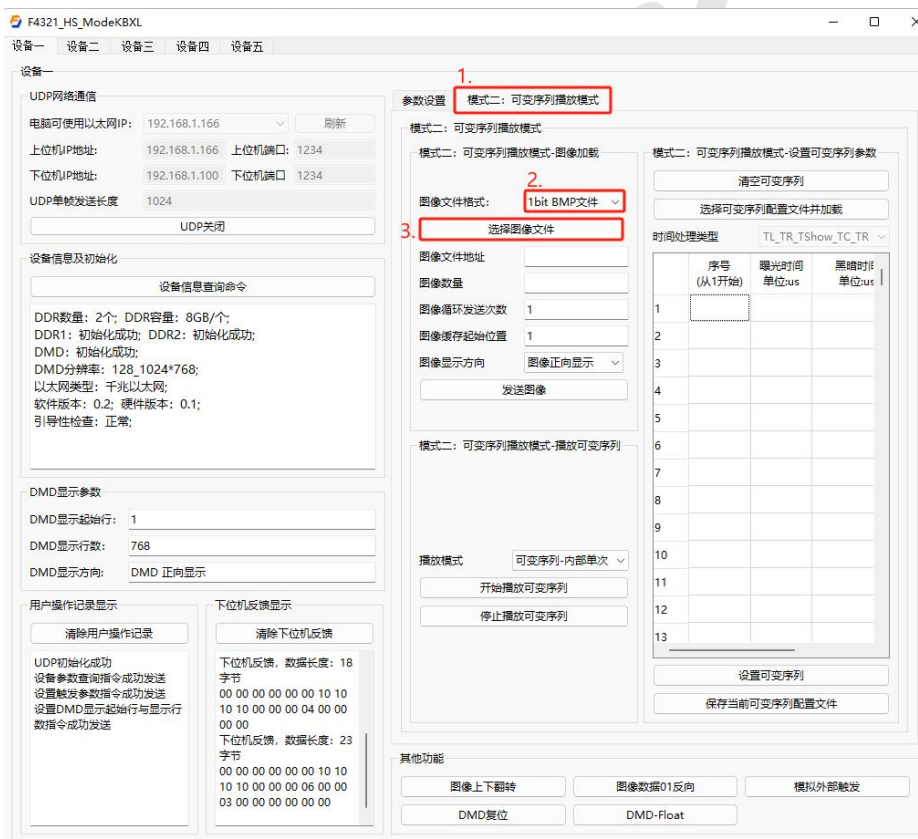 F4321_HS_ModeKBXL
设备一 设备二 设备三 设备四 设备五
设备一
UDP网络通信
电脑可使用以太网IP: 192.168.1.166 刷新
上位机IP地址: 192.168.1.166 上位机端口: 1234
下位机IP地址: 192.168.1.100 下位机端口 1234
UDP单帧发送长度 1024
UDP关闭
设备信息及初始化
设备信息查询命令
DDR数量: 2个; DDR容量: 8GB/个;
DDR1: 初始化成功; DDR2: 初始化成功;
DMD: 初始化成功;
DMD分辨率: 128_1024*768;
以太网类型: 千兆以太网;
软件版本: 0.2; 硬件版本: 0.1;
引导性检查: 正常;
DMD显示参数
DMD显示起始行: 1
DMD显示行数: 768
DMD显示方向: DMD 正向显示
用户操作记录显示
清除用户操作记录
UDP初始化成功
设备参数查询指令成功发送
设置触发参数指令成功发送
设置DMD显示起始行与显示行
数指令成功发送
下位机反馈显示
清除下位机反馈
下位机反馈, 数据长度: 18
字节
00 00 00 00 00 00 10 10
10 10 00 00 00 04 00 00
00 00
下位机反馈, 数据长度: 23
字节
00 00 00 00 00 00 10 10
10 10 00 00 00 06 00 00
03 00 00 00 00 00 00
1.
参数设置 模式二: 可变序列播放模式
模式二: 可变序列播放模式
模式二: 可变序列播放模式-图像加载
2.
图像文件格式: 1bit BMP文件
3. 选择图像文件
图像文件地址
图像数量
图像循环发送次数 1
图像缓存起始位置 1
图像显示方向 图像正向显示
发送图像
模式二: 可变序列播放模式-播放可变序列
播放模式 可变序列-内部单次
开始播放可变序列
停止播放可变序列
模式二: 可变序列播放模式-设置可变序列参数
清空可变序列
选择可变序列配置文件并加载
时间处理类型 TL_TR_TShow_TC_TR
序号 曝光时间 黑暗时间
(从1开始) 单位:us 单位:us
1
2
3
4
5
6
7
8
9
10
11
12
13
设置可变序列
保存当前可变序列配置文件
其他功能
图像上下翻转 图像数据01反向 模拟外部触发
DMD复位 DMD-Float